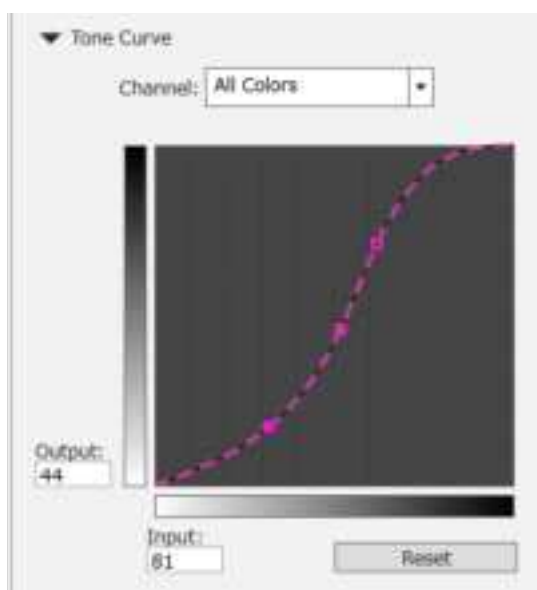 Tone Curve
Channel: All Colors
Output:
44
Input:
81
Reset